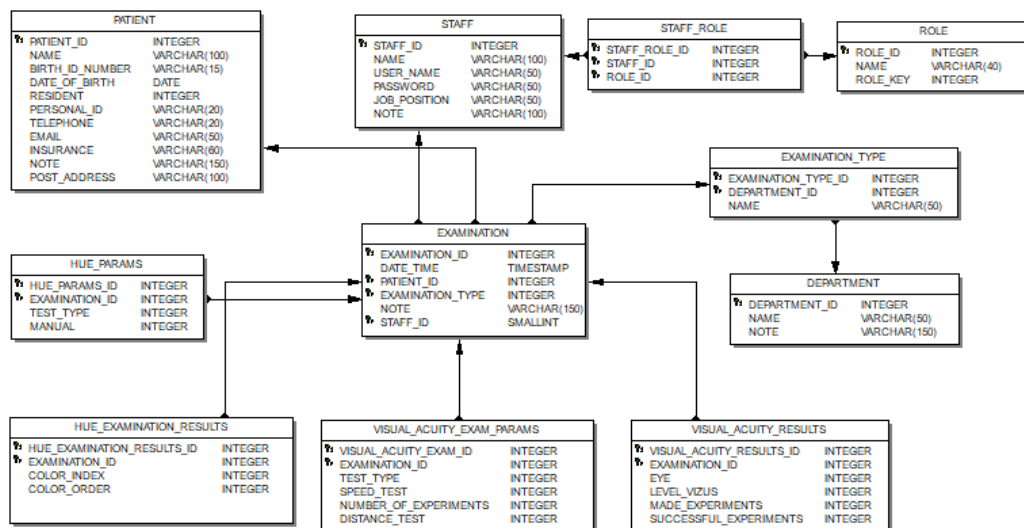 PATIENT
PATIENT_ID INTEGER
NAME VARCHAR(100)
BIRTH_ID_NUMBER VARCHAR(15)
DATE_OF_BIRTH DATE
RESIDENT INTEGER
PERSONAL_ID VARCHAR(20)
TELEPHONE VARCHAR(20)
EMAIL VARCHAR(50)
INSURANCE VARCHAR(60)
NOTE VARCHAR(150)
POST_ADDRESS VARCHAR(100)
STAFF
STAFF_ID INTEGER
NAME VARCHAR(100)
USER_NAME VARCHAR(50)
PASSWORD VARCHAR(50)
JOB_POSITION VARCHAR(50)
NOTE VARCHAR(100)
STAFF_ROLE
STAFF_ROLE_ID INTEGER
STAFF_ID INTEGER
ROLE_ID INTEGER
ROLE
ROLE_ID INTEGER
NAME VARCHAR(40)
ROLE_KEY INTEGER
EXAMINATION_TYPE
EXAMINATION_TYPE_ID INTEGER
DEPARTMENT_ID INTEGER
NAME VARCHAR(50)
EXAMINATION
EXAMINATION_ID INTEGER
DATE_TIME TIMESTAMP
PATIENT_ID INTEGER
EXAMINATION_TYPE INTEGER
NOTE VARCHAR(150)
STAFF_ID SMALLINT
HUE_PARAMS
HUE_PARAMS_ID INTEGER
EXAMINATION_ID INTEGER
TEST_TYPE INTEGER
MANUAL INTEGER
DEPARTMENT
DEPARTMENT_ID INTEGER
NAME VARCHAR(50)
NOTE VARCHAR(150)
HUE_EXAMINATION_RESULTS
HUE_EXAMINATION_RESULTS_ID INTEGER
EXAMINATION_ID INTEGER
COLOR_INDEX INTEGER
COLOR_ORDER INTEGER
VISUAL_ACUITY_EXAM_PARAMS
VISUAL_ACUITY_EXAM_ID INTEGER
EXAMINATION_ID INTEGER
TEST_TYPE INTEGER
SPEED_TEST INTEGER
NUMBER_OF_EXPERIMENTS INTEGER
DISTANCE_TEST INTEGER
VISUAL_ACUITY_RESULTS
VISUAL_ACUITY_RESULTS_ID INTEGER
EXAMINATION_ID INTEGER
EYE INTEGER
LEVEL_VIZUS INTEGER
MADE_EXPERIMENTS INTEGER
SUCCESSFUL_EXPERIMENTS INTEGER